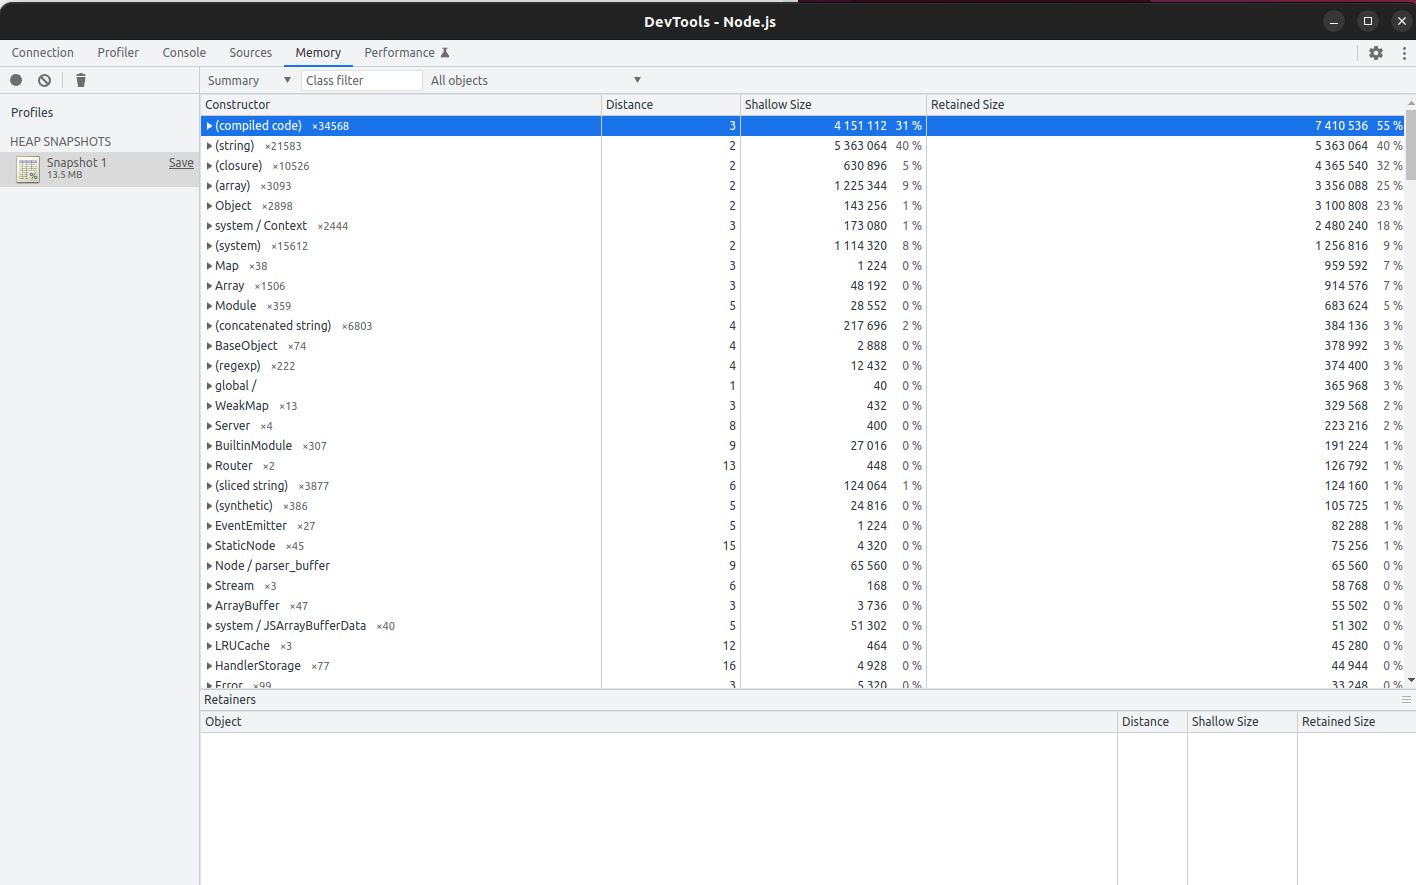 DevTools - Node.js
Connection Profiler Console Sources Memory Performance
Summary Class filter All objects
Profiles
HEAP SNAPSHOTS
Snapshot 1 Save
13.5 MB
Constructor Distance Shallow Size Retained Size
(compiled code) ×34568 3 4 151 112 31 % 7 410 536 55 %
(string) ×21583 2 5 363 064 40 % 5 363 064 40 %
(closure) ×10526 2 630 896 5 % 4 365 540 32 %
(array) ×3093 2 1 225 344 9 % 3 356 088 25 %
Object ×2898 2 143 256 1 % 3 100 808 23 %
system / Context ×2444 3 173 080 1 % 2 480 240 18 %
(system) ×15612 2 1 114 320 8 % 1 256 816 9 %
Map ×38 3 1 224 0 % 959 592 7 %
Array ×1506 3 48 192 0 % 914 576 7 %
Module ×359 5 28 552 0 % 683 624 5 %
(concatenated string) ×6803 4 217 696 2 % 384 136 3 %
BaseObject ×74 4 2 888 0 % 378 992 3 %
(regexp) ×222 4 12 432 0 % 374 400 3 %
global / 1 40 0 % 365 968 3 %
WeakMap ×13 3 432 0 % 329 568 2 %
Server ×4 8 400 0 % 223 216 2 %
BuiltinModule ×307 9 27 016 0 % 191 224 1 %
Router ×2 13 448 0 % 126 792 1 %
(sliced string) ×3877 6 124 064 1 % 124 160 1 %
(synthetic) ×386 5 24 816 0 % 105 725 1 %
EventEmitter ×27 5 1 224 0 % 82 288 1 %
StaticNode ×45 15 4 320 0 % 75 256 1 %
Node / parser_buffer 9 65 560 0 % 65 560 0 %
Stream ×3 6 168 0 % 58 768 0 %
ArrayBuffer ×47 3 3 736 0 % 55 502 0 %
system / JSArrayBufferData ×40 5 51 302 0 % 51 302 0 %
LRUCache ×3 12 464 0 % 45 280 0 %
HandlerStorage ×77 16 4 928 0 % 44 944 0 %
Error ×99 3 5 320 0 % 33 248 0 %
Retainers
Object Distance Shallow Size Retained Size